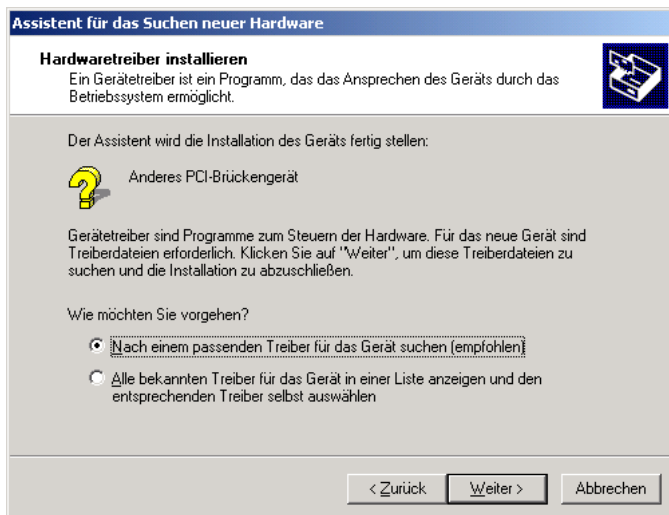 Assistent für das Suchen neuer Hardware
Hardwaretreiber installieren
Ein Gerätetreiber ist ein Programm, das das Ansprechen des Geräts durch das
Betriebssystem ermöglicht.
Der Assistent wird die Installation des Geräts fertig stellen:
Anderes PCI-Brückengerät
Gerätetreiber sind Programme zum Steuern der Hardware. Für das neue Gerät sind
Treiberdateien erforderlich. Klicken Sie auf "Weiter", um diese Treiberdateien zu
suchen und die Installation zu abzuschließen.
Wie möchten Sie vorgehen?
Nach einem passenden Treiber für das Gerät suchen (empfohlen)
Alle bekannten Treiber für das Gerät in einer Liste anzeigen und den
entsprechenden Treiber selbst auswählen
< Zurück Weiter > Abbrechen